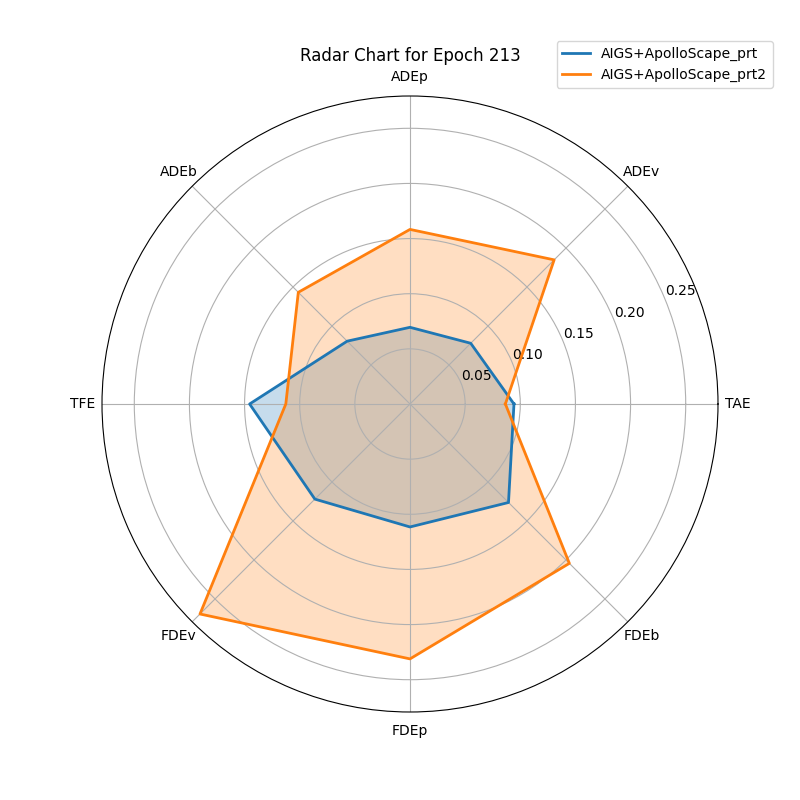 AIGS+ApolloScape_prt
Radar Chart for Epoch 213
AIGS+ApolloScape_prt2
ADEp
ADEb
ADEv
0.25
0.20
0.15
0.10
0.05
TFE
TAE
FDEv
FDEb
FDEp